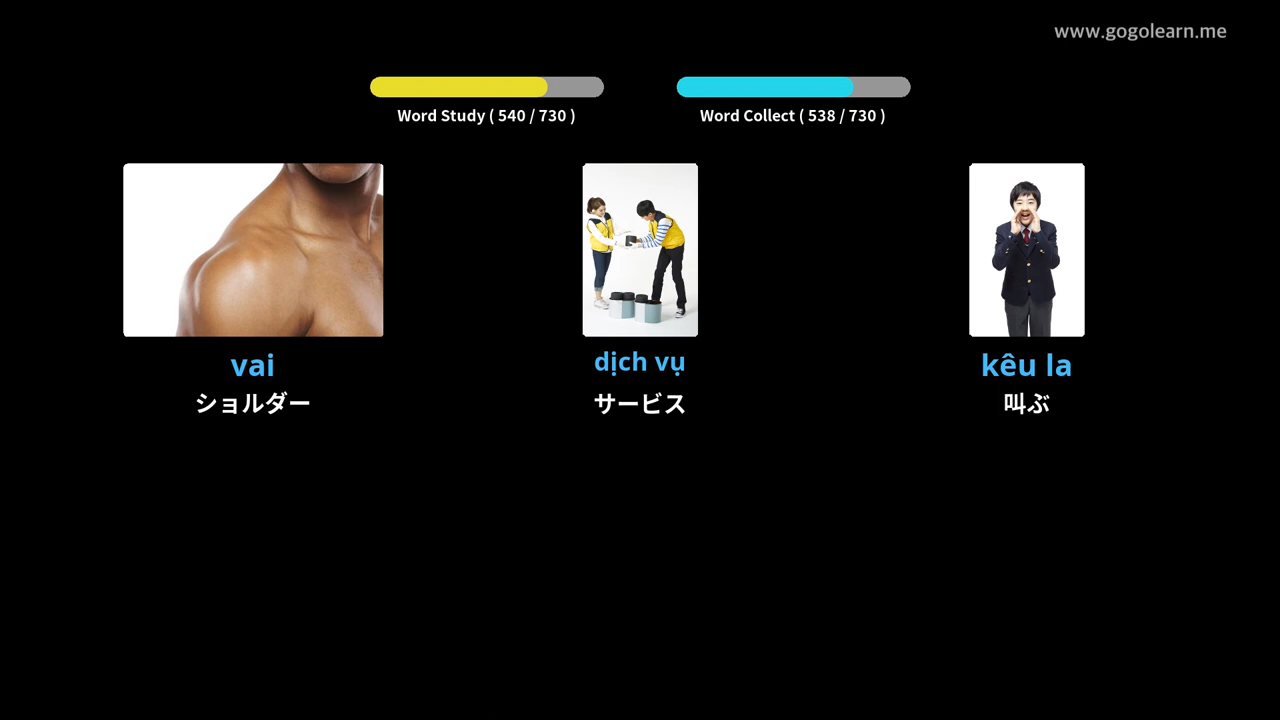 www.gogolearn.me
Word Study ( 540 / 730 )
Word Collect ( 538 / 730 )
vai
ショルダー
dịch vụ
サービス
kêu la
叫ぶ